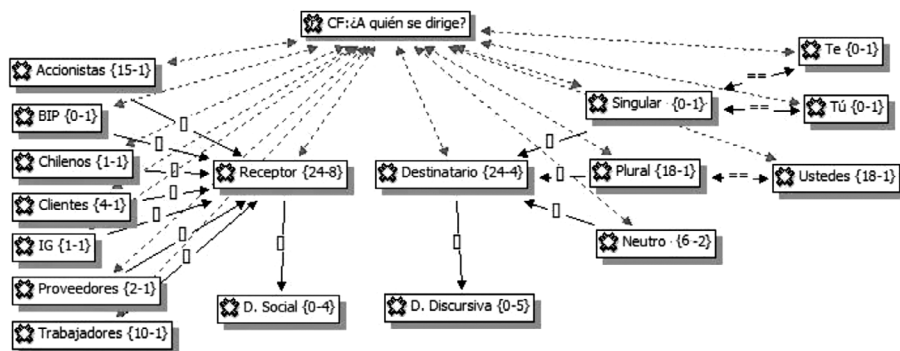 CF:¿A quién se dirige?
Accionistas {15-1}
Te {0-1}
Singular · {0-1}
==
BIP {0-1}
==
Tú {0-1}
Chilenos {1-1}
Receptor {24-8}
Destinatario {24-4}
Plural {18-1}
==
Ustedes {18-1}
Clientes {4-1}
IG {1-1}
Neutro · {6 -2}
Proveedores {2-1}
D. Social {0-4}
D. Discursiva {0-5}
Trabajadores {10-1}